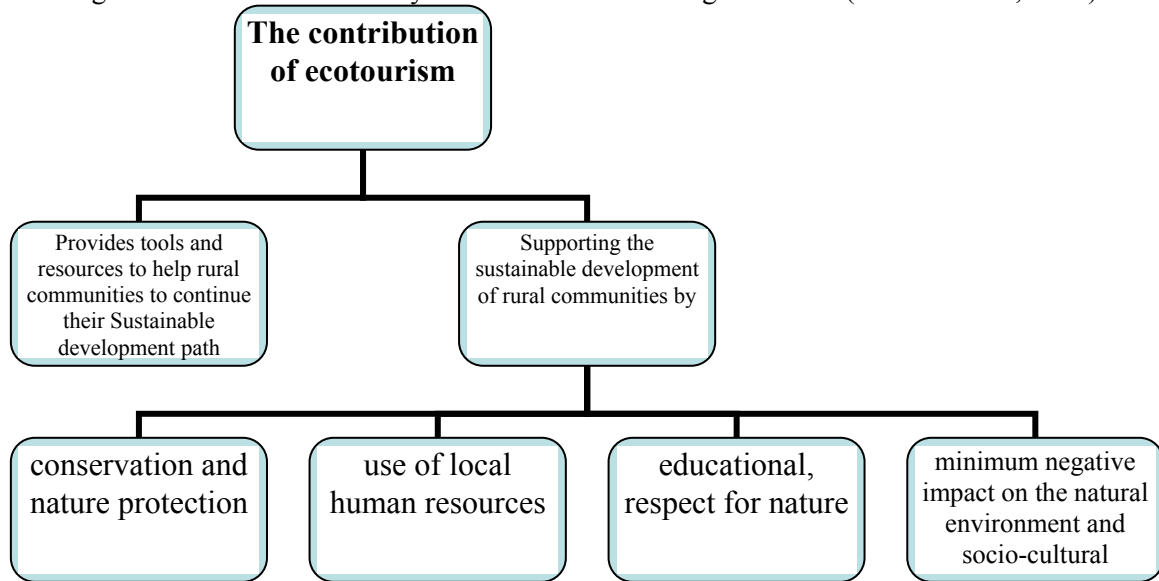 The contribution
of ecotourism
Provides tools and
resources to help rural
communities to continue
their Sustainable
development path
Supporting the
sustainable development
of rural communities by
conservation and
nature protection
use of local
human resources
educational,
respect for nature
minimum negative
impact on the natural
environment and
socio-cultural